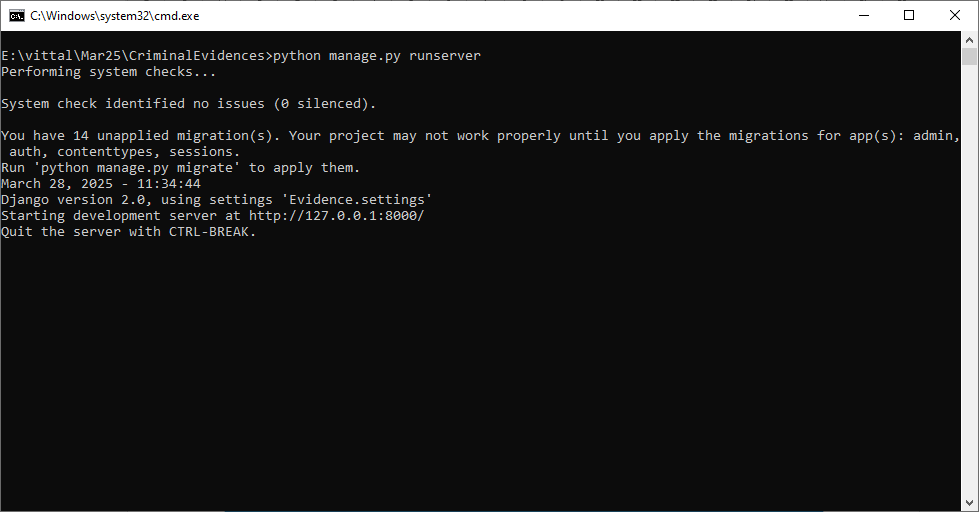 C:\Windows\system32\cmd.exe
E:\vittal\Mar25\CriminalEvidences>python manage.py runserver
Performing system checks...
System check identified no issues (0 silenced).
You have 14 unapplied migration(s). Your project may not work properly until you apply the migrations for app(s): admin,
 auth, contenttypes, sessions.
Run 'python manage.py migrate' to apply them.
March 28, 2025 - 11:34:44
Django version 2.0, using settings 'Evidence.settings'
Starting development server at http://127.0.0.1:8000/
Quit the server with CTRL-BREAK.